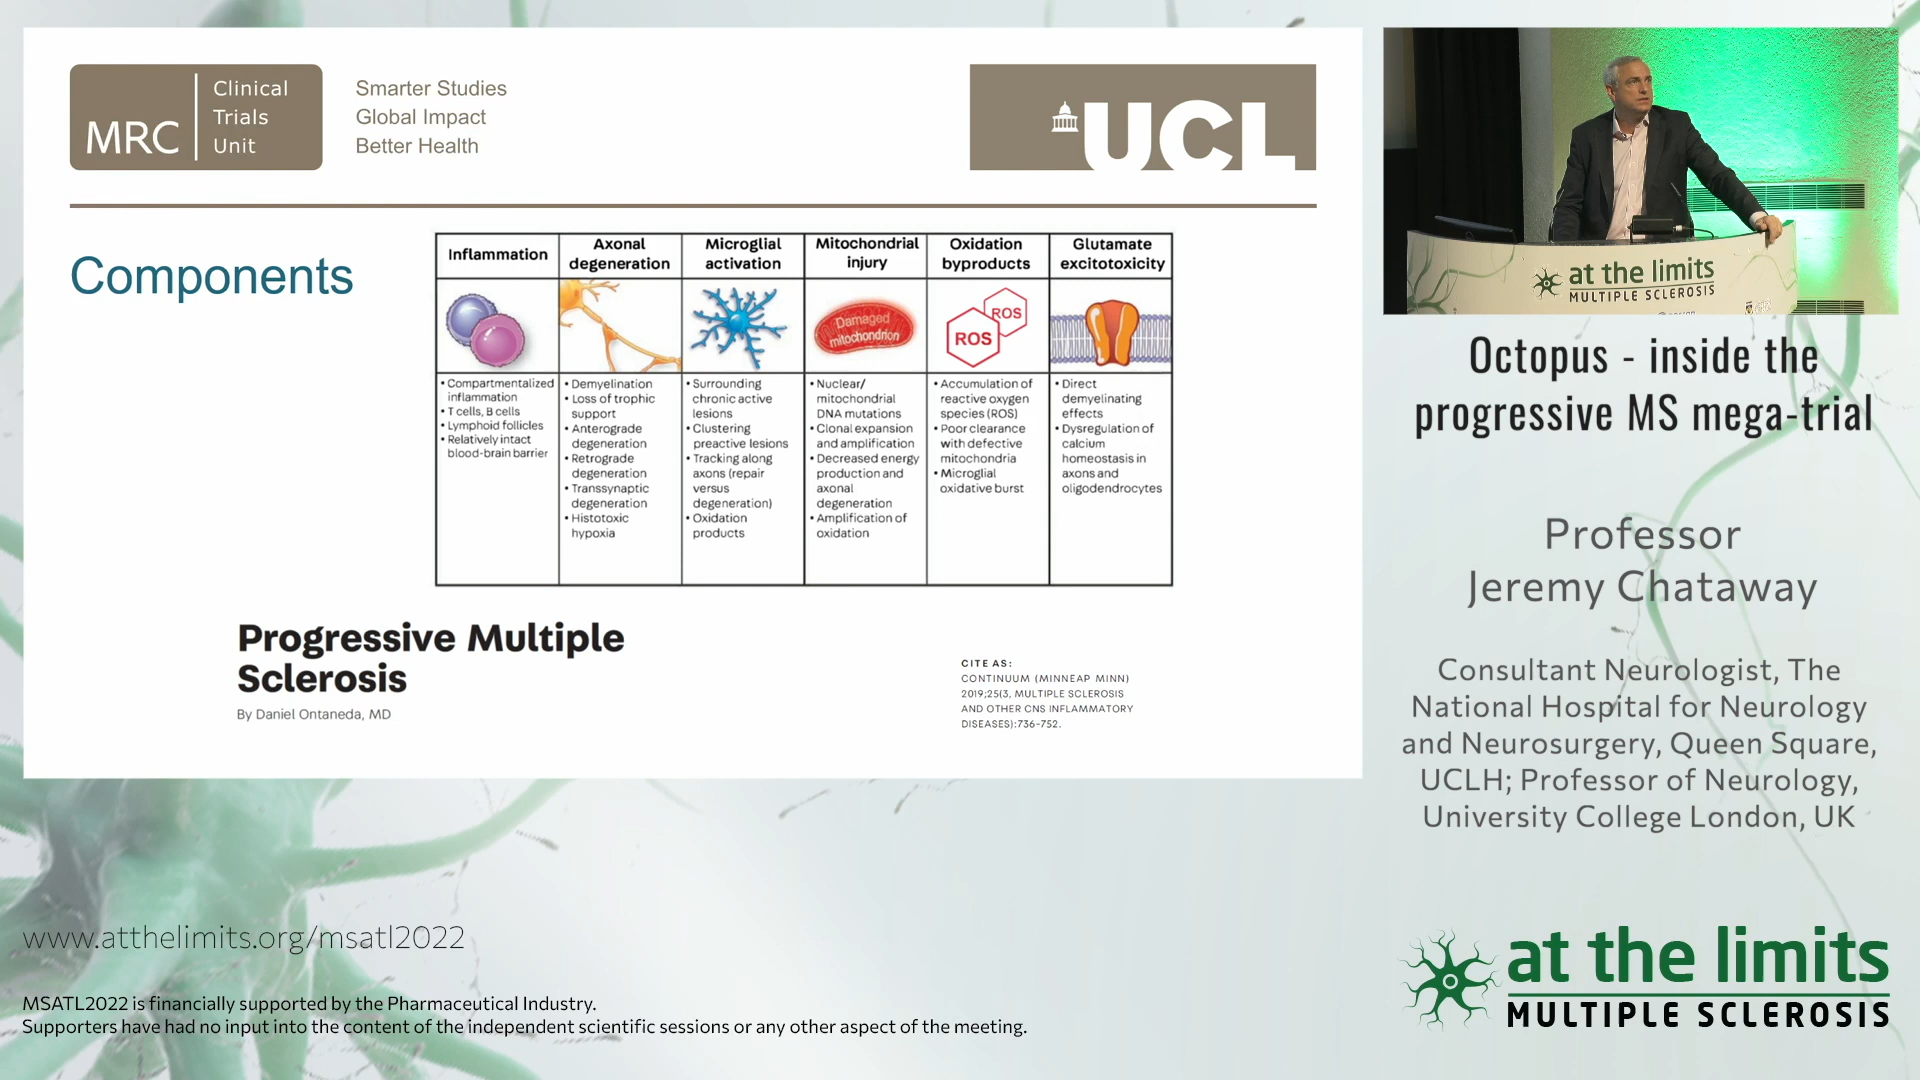 MRC
Clinical
Trials
Unit
Smarter Studies
Global Impact
Better Health
UCL
Components
Inflammation
Axonal
degeneration
Microglial
activation
Mitochondrial
injury
Oxidation
byproducts
Glutamate
excitotoxicity
Damaged
mitochondrion
ROS
ROS
• Compartmentalized
inflammation
• T cells, B cells
• Lymphoid follicles
• Relatively intact
blood-brain barrier
• Demyelination
• Loss of trophic
support
• Anterograde
degeneration
• Retrograde
degeneration
• Transsynaptic
degeneration
• Histotoxic
hypoxia
• Surrounding
chronic active
lesions
• Clustering
preactive lesions
• Tracking along
axons (repair
versus
degeneration)
• Oxidation
products
• Nuclear/
mitochondrial
DNA mutations
• Clonal expansion
and amplification
• Decreased energy
production and
axonal
degeneration
• Amplification of
oxidation
• Accumulation of
reactive oxygen
species (ROS)
• Poor clearance
with defective
mitochondria
• Microglial
oxidative burst
• Direct
demyelinating
effects
• Dysregulation of
calcium
homeostasis in
axons and
oligodendrocytes
Progressive Multiple
Sclerosis
By Daniel Ontaneda, MD
CITE AS:
CONTINUUM (MINNEAP MINN)
2019;25(3, MULTIPLE SCLEROSIS
AND OTHER CNS INFLAMMATORY
DISEASES):736-752.
at the limits
MULTIPLE SCLEROSIS
Octopus - inside the
progressive MS mega-trial
Professor
Jeremy Chataway
Consultant Neurologist, The
National Hospital for Neurology
and Neurosurgery, Queen Square,
UCLH; Professor of Neurology,
University College London, UK
www.atthelimits.org/msatl2022
MSATL2022 is financially supported by the Pharmaceutical Industry.
Supporters have had no input into the content of the independent scientific sessions or any other aspect of the meeting.
at the limits
MULTIPLE SCLEROSIS